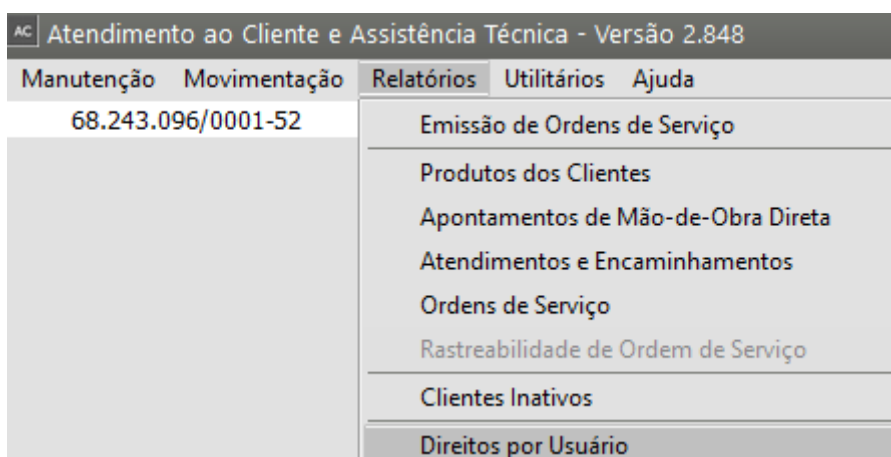 AC Atendimento ao Cliente e Assistência Técnica - Versão 2.848
Manutenção Movimentação Relatórios Utilitários Ajuda
68.243.096/0001-52
Emissão de Ordens de Serviço
Produtos dos Clientes
Apontamentos de Mão-de-Obra Direta
Atendimentos e Encaminhamentos
Ordens de Serviço
Rastreabilidade de Ordem de Serviço
Clientes Inativos
Direitos por Usuário